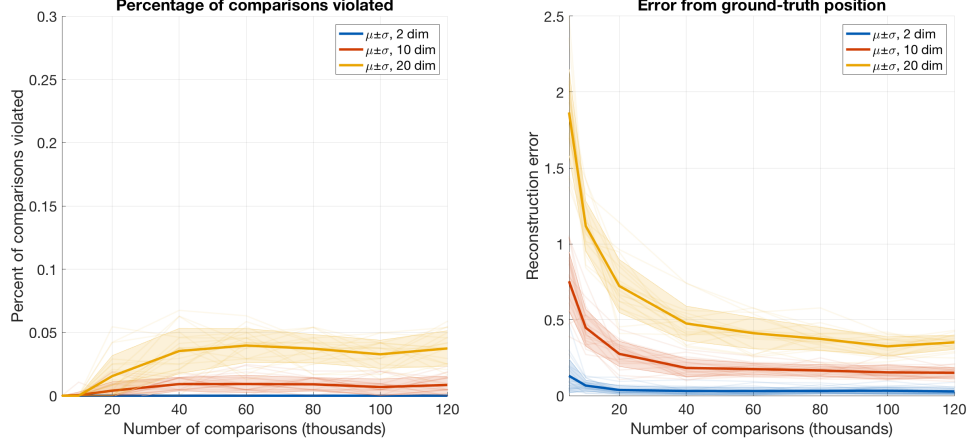 Percentage of comparisons violated
0.3
0.25
0.2
0.15
0.1
0.05
0
20
40
60
80
100
120
Percent of comparisons violated
Number of comparisons (thousands)
μ±σ, 2 dim
μ±σ, 10 dim
μ±σ, 20 dim
Error from ground-truth position
2.5
2
1.5
1
0.5
0
20
40
60
80
100
120
Reconstruction error
Number of comparisons (thousands)
μ±σ, 2 dim
μ±σ, 10 dim
μ±σ, 20 dim